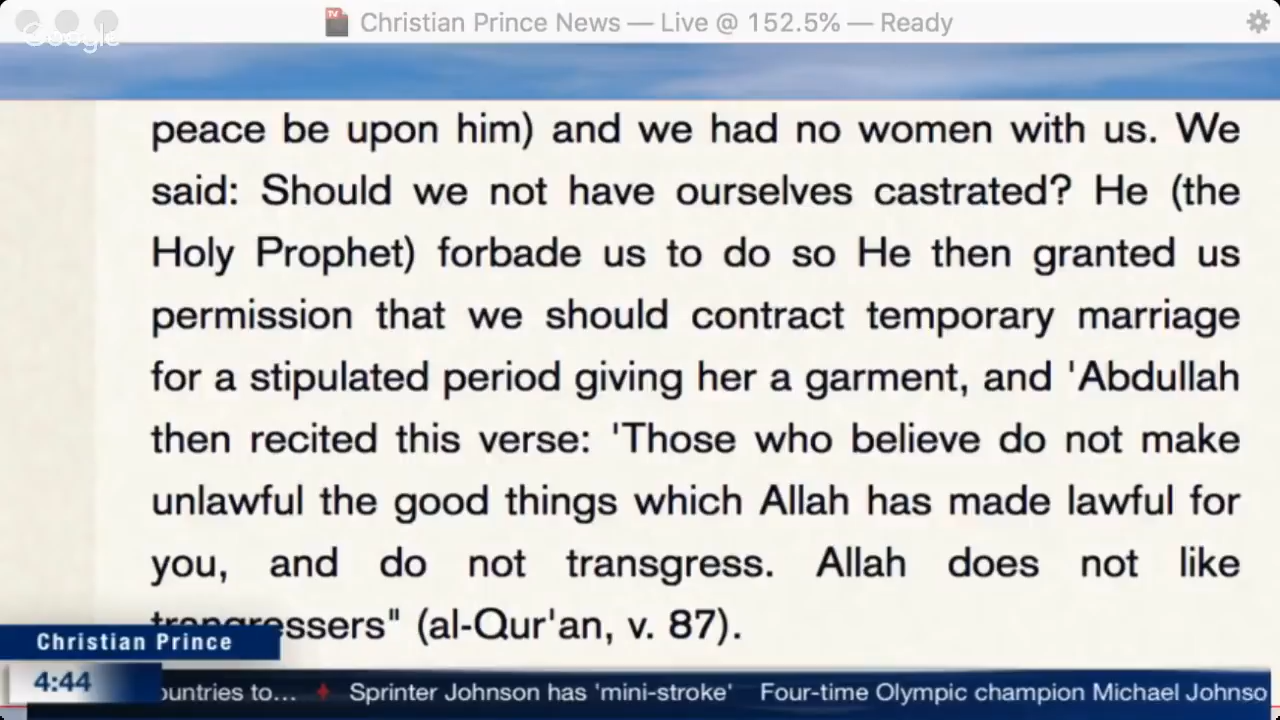 Christian Prince News — Live @ 152.5% — Ready
Google
peace be upon him) and we had no women with us. We
said: Should we not have ourselves castrated? He (the
Holy Prophet) forbade us to do so He then granted us
permission that we should contract temporary marriage
for a stipulated period giving her a garment, and 'Abdullah
then recited this verse: 'Those who believe do not make
unlawful the good things which Allah has made lawful for
you, and do not transgress. Allah does not like
trangressers" (al-Qur'an, v. 87).
Christian Prince
4:44
ountries to... Sprinter Johnson has 'mini-stroke' Four-time Olympic champion Michael Johnso